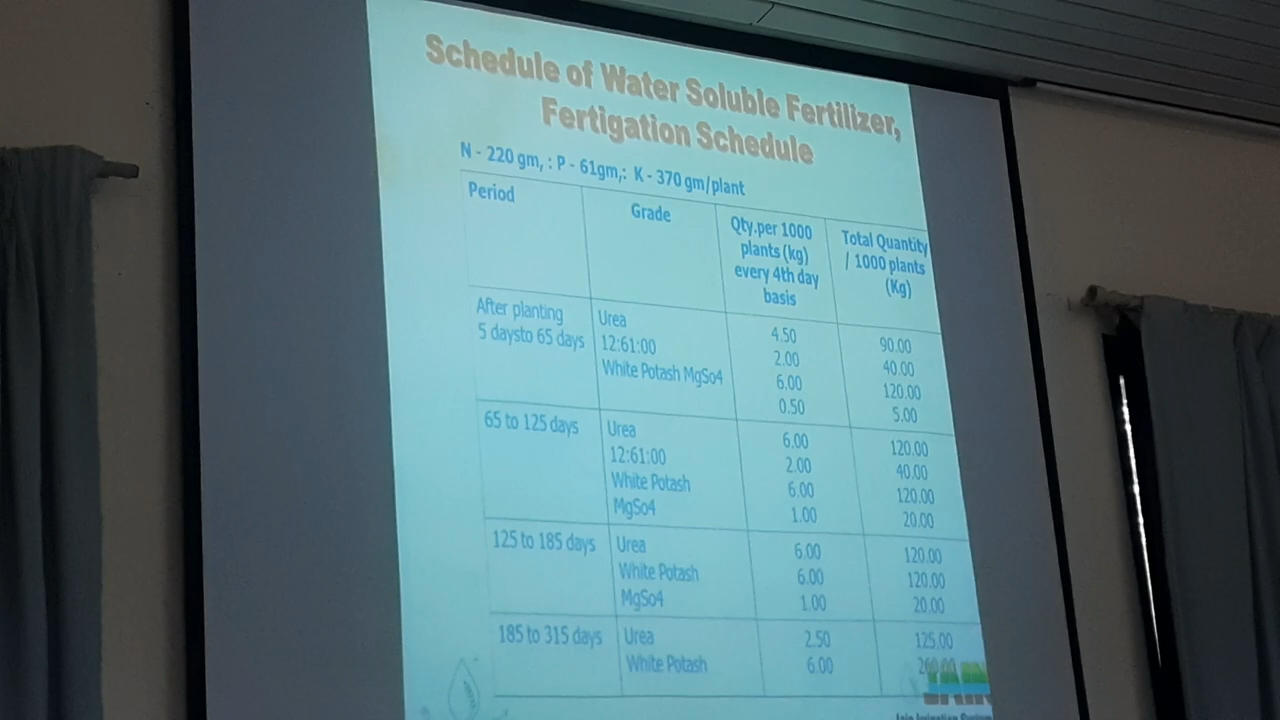 Schedule of Water Soluble Fertilizer,
Fertigation Schedule
N - 220 gm, : P - 61gm,: K - 370 gm/plant
Period
Grade
Qty.per 1000
plants (kg)
every 4th day
basis
Total Quantity
/ 1000 plants
(Kg)
After planting
5 daysto 65 days
Urea
12:61:00
White Potash MgSo4
4.50
2.00
6.00
0.50
90.00
40.00
120.00
5.00
65 to 125 days
Urea
12:61:00
White Potash
MgSo4
6.00
2.00
6.00
1.00
120.00
40.00
120.00
20.00
125 to 185 days
Urea
White Potash
MgSo4
6.00
6.00
1.00
120.00
120.00
20.00
185 to 315 days
Urea
White Potash
2.50
6.00
125.00
260.00
JAIN
Jain Irrigation